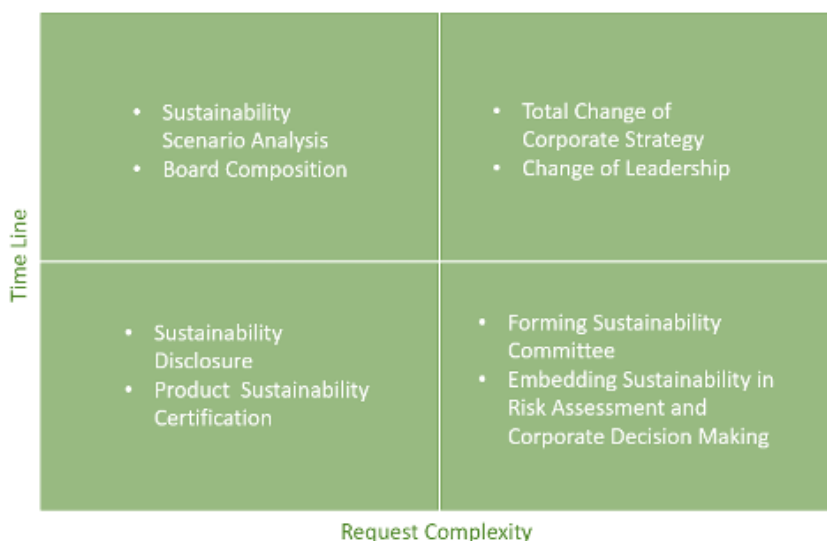 • Sustainability
Scenario Analysis
• Board Composition
• Total Change of
Corporate Strategy
• Change of Leadership
Time Line
• Sustainability
Disclosure
• Product Sustainability
Certification
• Forming Sustainability
Committee
• Embedding Sustainability in
Risk Assessment and
Corporate Decision Making
Request Complexity